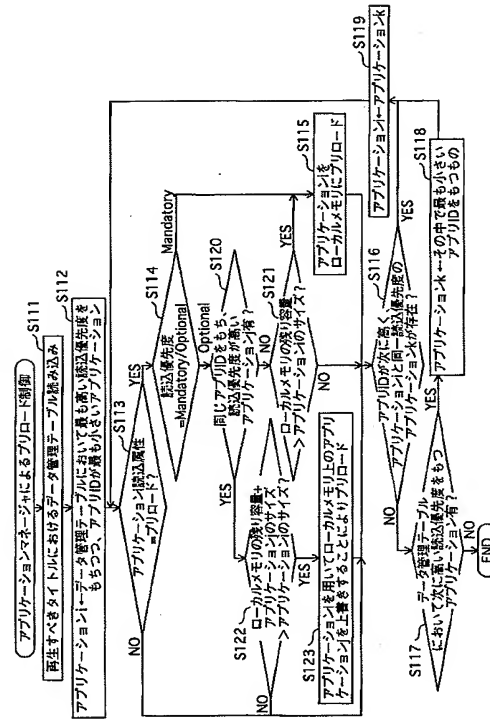 アプリケーションマネージャによるプリロード制御
S111
再生すべきタイトルにおけるデータ管理テーブル読み込み
S112
アプリケーションi←データ管理テーブルにおいて最も高い読込優先度を
もちつつ、アプリIDが最も小さいアプリケーション
S113
アプリケーションi読込属性
=プリロード?
YES
NO
S114
読込優先度
=Mandatory/Optional
Mandatory
Opttional
S115
アプリケーションiを
ローカルメモリにプリロード
S120
同じアプリIDをもち、
読込優先度が高い
アプリケーション有?
YES
NO
S121
ローカルメモリの残り容量
>アプリケーションiのサイズ?
YES
NO
S122
ローカルメモリの残り容量+
アプリケーションjのサイズ
>アプリケーションiのサイズ?
NO
YES
S123
アプリケーションiを用いてローカルメモリ上のアプリ
ケーションjを上書きすることによりプリロード
S116
アプリIDが次に高く、
アプリケーションiと同一読込優先度の
アプリケーションkが存在?
YES
NO
S117
データ管理テーブル
において次に高い読込優先度をもつ
アプリケーション有?
YES
NO
S118
アプリケーションk←その中で最も小さい
アプリIDをもつもの
S119
アプリケーションi←アプリケーションk
END